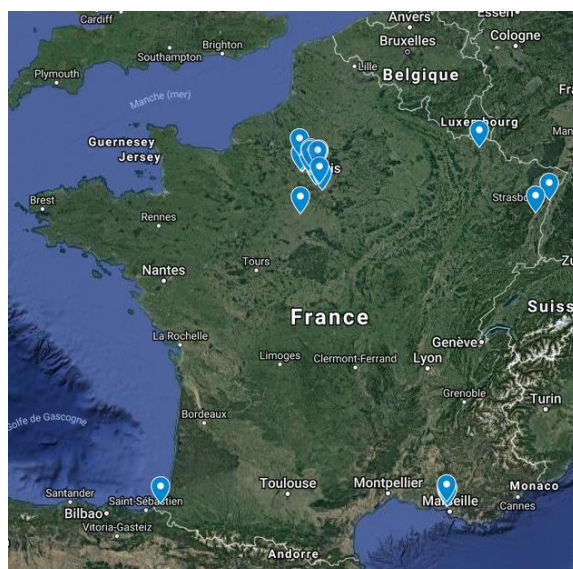 Cardiff
Anvers
Essen
Bruxelles
Cologne
Southampton
Brighton
Lille
Belgique
Plymouth
Manche (mer)
Luxembourg
Guernesey
Jersey
Brest
Strasbo
Rennes
Tours
Nantes
France
Suiss
La Rochelle
Genève
Limoges
Clermont-Ferrand
Lyon
Grenoble
Turin
Bordeaux
Golfe de Gascogne
Toulouse
Montpellier
Monaco
Santander
Saint-Sébastien
Marseille
Cannes
Bilbao
Vitoria-Gasteiz
Andorre